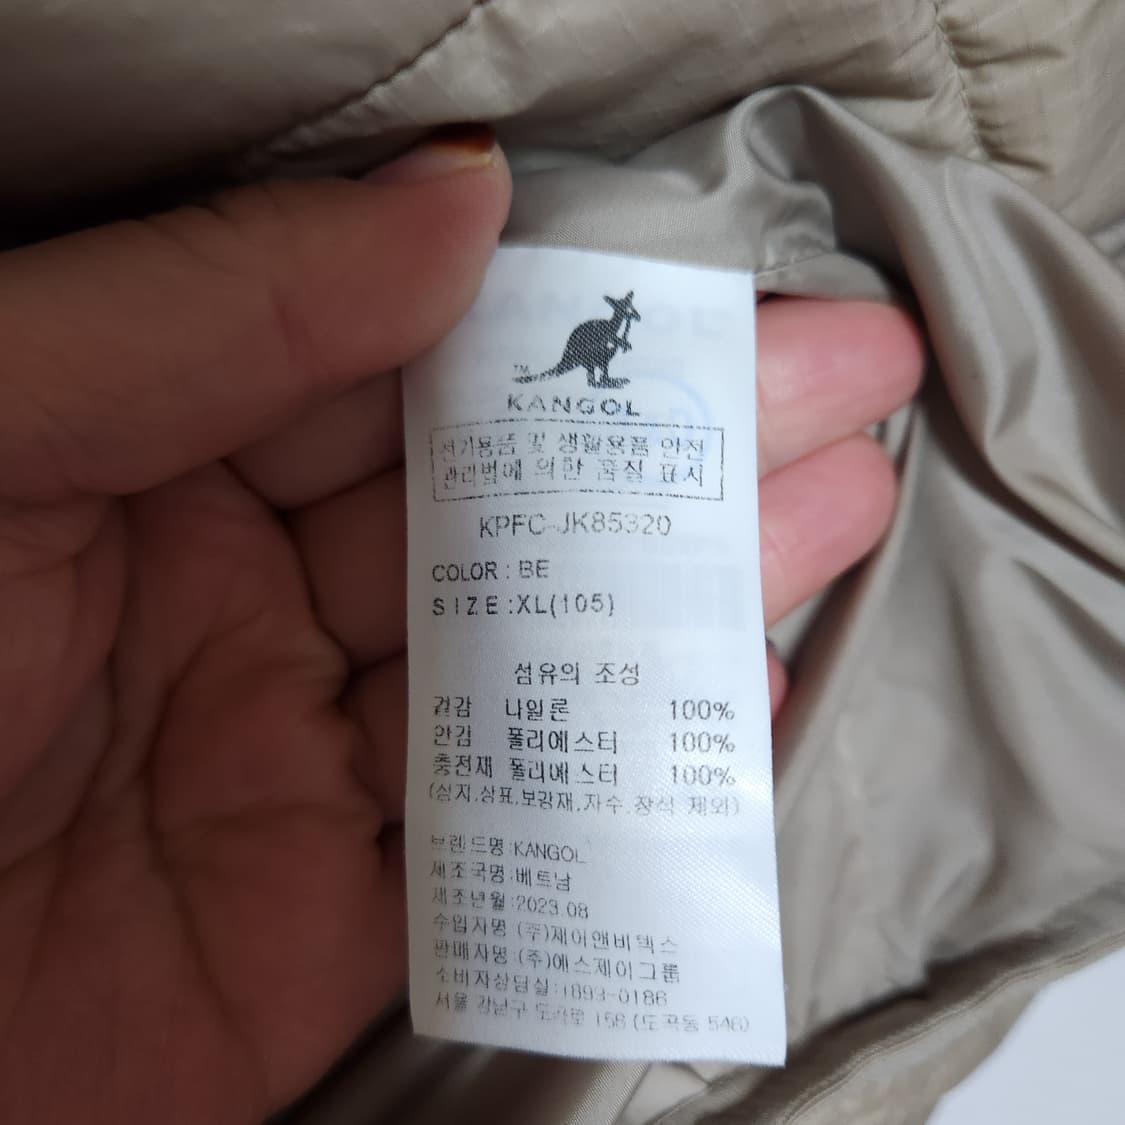 TM
KANGOL
전기용품 및 생활용품 안전
관리법에 의한 품질 표시
KPFC-JK85320
COLOR : BE
SIZE :XL(105)
섬유의 조성
겉감 나일론 100%
안감 폴리에스터 100%
충전재 폴리에스터 100%
(심지,상표,보강재,자수,장식 제외)
브랜드명:KANGOL
제조국명:베트남
제조년월:2023.08
수입자명 (주)제이앤비텍스
판매자명:(주)에스제이그룹
소비자상담실:1893-0186
서울 강남구 도곡로 156 (도곡동 546)